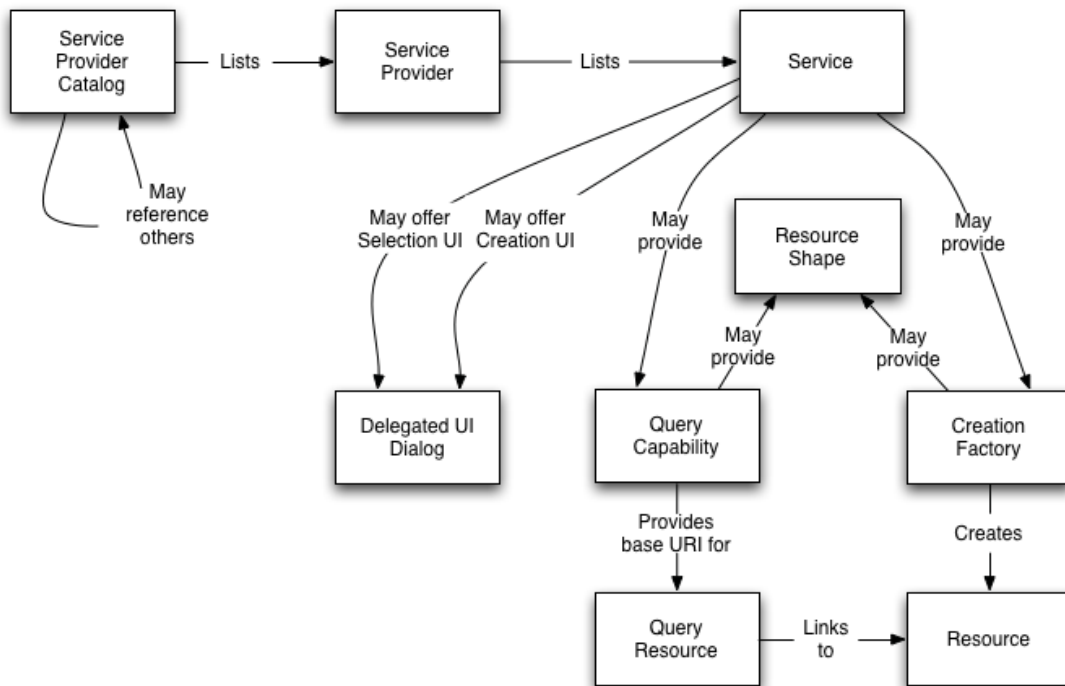 Service
Provider
Catalog
Lists
Service
Provider
Lists
Service
May
reference
others
May offer
Selection UI
May offer
Creation UI
May
provide
Resource
Shape
May
provide
May
provide
May
provide
Delegated UI
Dialog
Query
Capability
Creation
Factory
Provides
base URI for
Creates
Query
Resource
Links
to
Resource